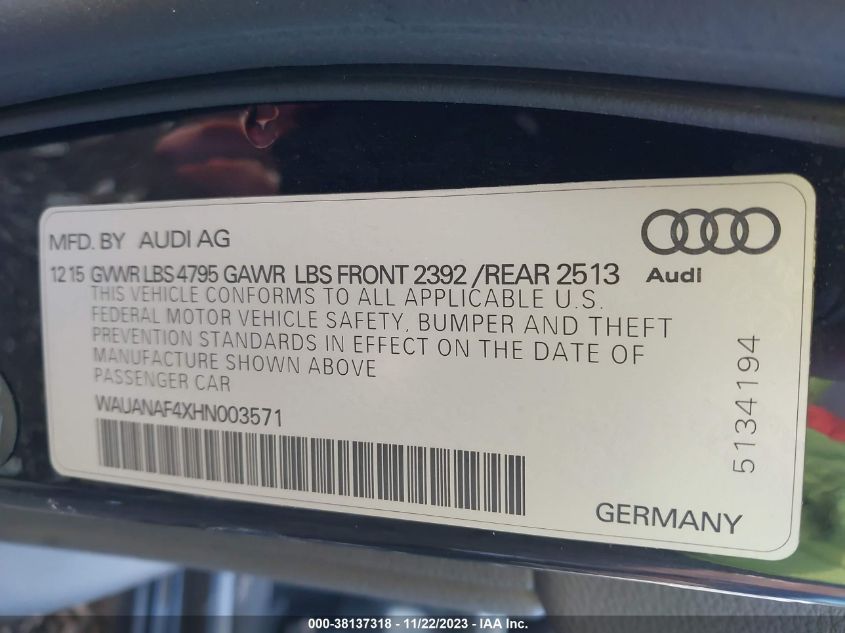 MFD. BY AUDI AG
12 15 GVWR LBS 4795 GAWR LBS FRONT 2392 /REAR 2513
Audi
THIS VEHICLE CONFORMS TO ALL APPLICABLE U.S.
FEDERAL MOTOR VEHICLE SAFETY, BUMPER AND THEFT
PREVENTION STANDARDS IN EFFECT ON THE DATE OF
MANUFACTURE SHOWN ABOVE
PASSENGER CAR
WAUANAF4XHN003571
5134194
GERMANY
000-38137318 - 11/22/2023 - IAA Inc.